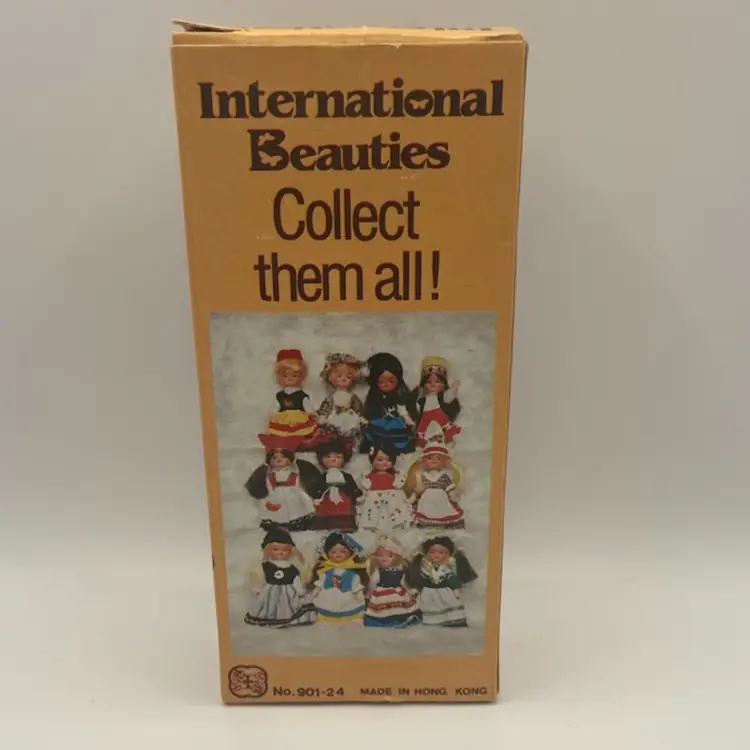 International
Beauties
Collect
them all!
No. 901-24 MADE IN HONG KONG